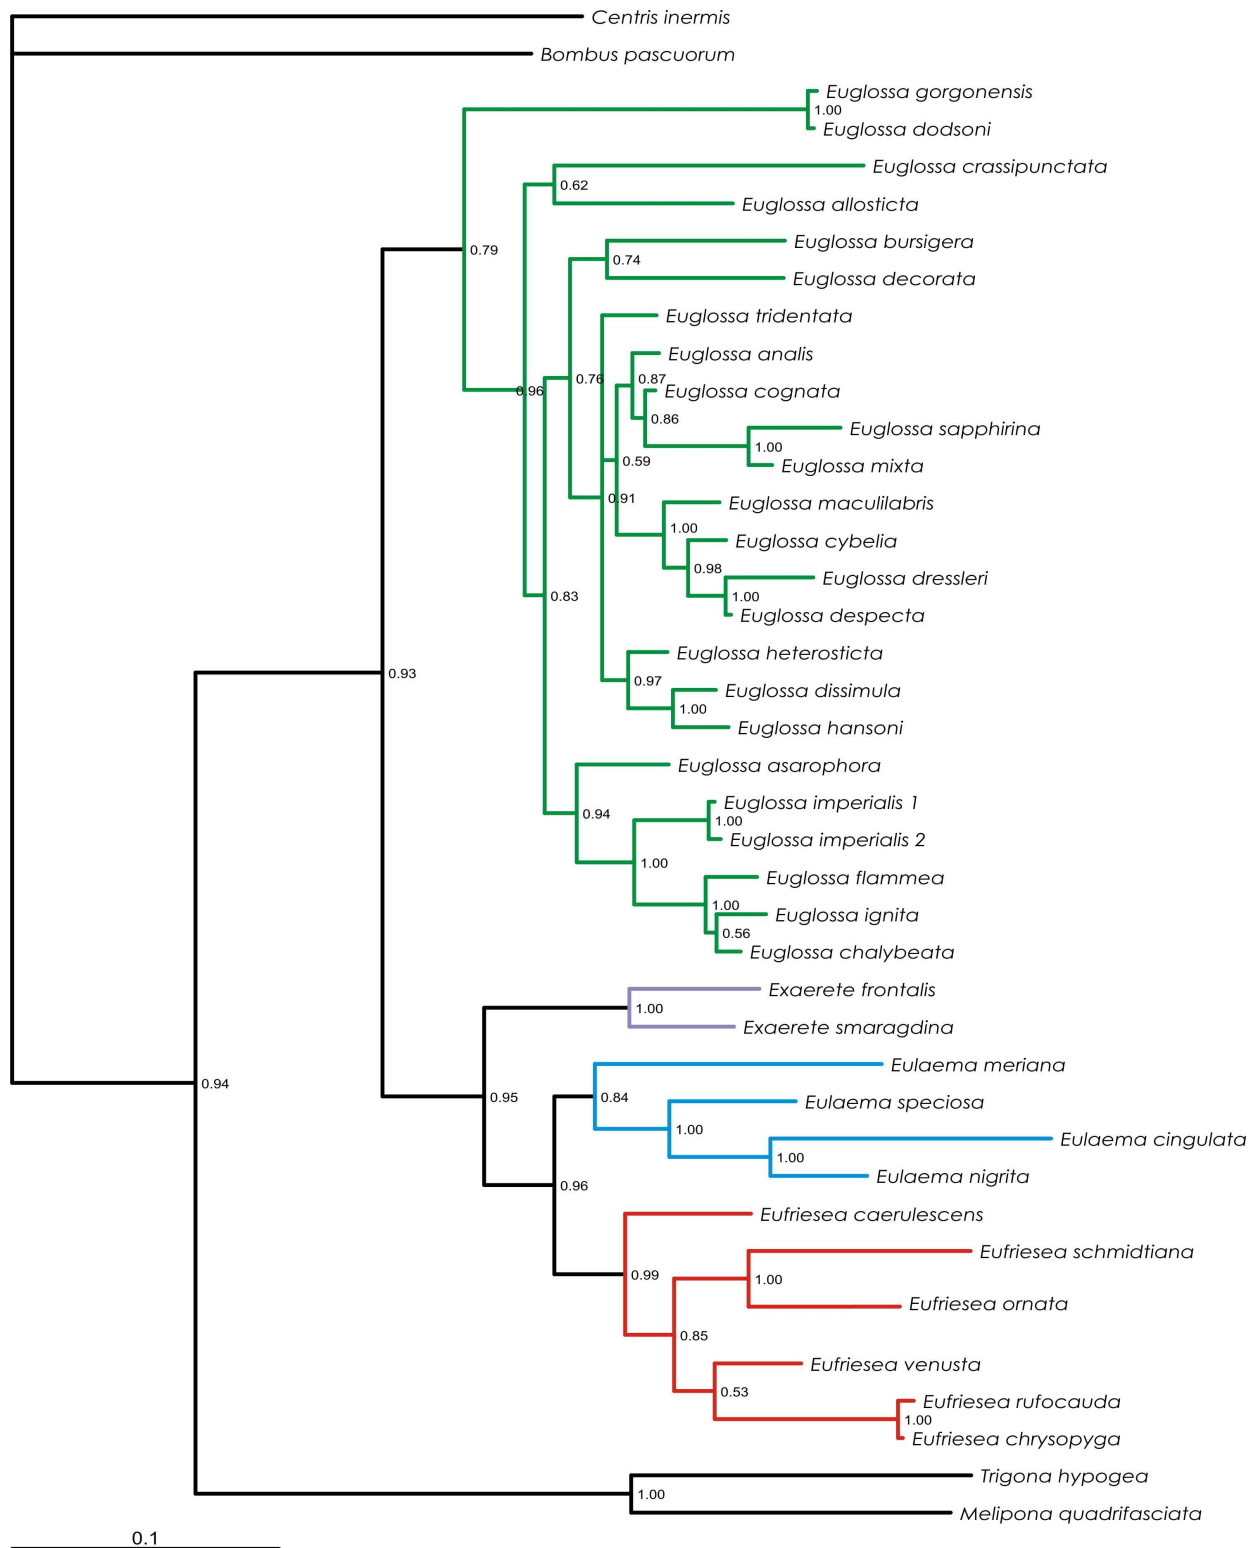 Centris inermis
Bombus pascuorum
Euglossa gorgonensis
1.00
Euglossa dodsoni
Euglossa crassipunctata
0.62
Euglossa allosticta
Euglossa bursigera
0.79
0.74
Euglossa decorata
Euglossa tridentata
Euglossa analis
0.76
0.87
0.96
Euglossa cognata
0.86
Euglossa sapphirina
1.00
0.59
Euglossa mixta
0.91
Euglossa maculilabris
1.00
Euglossa cybelia
0.98
Euglossa dressleri
0.83
1.00
Euglossa despecta
Euglossa heterosticta
0.93
0.97
Euglossa dissimula
1.00
Euglossa hansoni
Euglossa asarophora
Euglossa imperialis 1
0.94
1.00
Euglossa imperialis 2
1.00
Euglossa flammea
1.00
Euglossa ignita
0.56
Euglossa chalybeata
Exaerete frontalis
1.00
Exaerete smaragdina
Eulaema meriana
0.94
0.95
0.84
Eulaema speciosa
1.00
Eulaema cingulata
1.00
Eulaema nigrita
0.96
Eufriesea caerulescens
Eufriesea schmidtiana
0.99
1.00
Eufriesea ornata
0.85
Eufriesea venusta
0.53
Eufriesea rufocauda
1.00
Eufriesea chrysopyga
Trigona hypogea
1.00
Melipona quadrifasciata
0.1